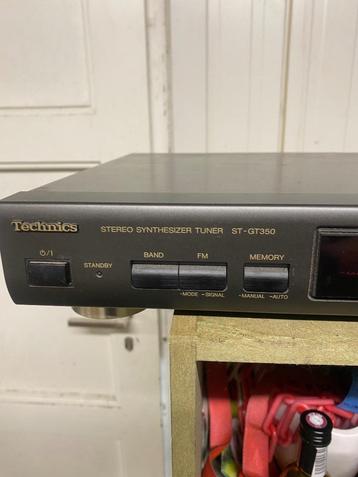 Technics
STEREO SYNTHESIZER TUNER ST-GT350
⏻/I STANDBY BAND FM MEMORY
-MODE -SIGNAL -MANUAL -AUTO